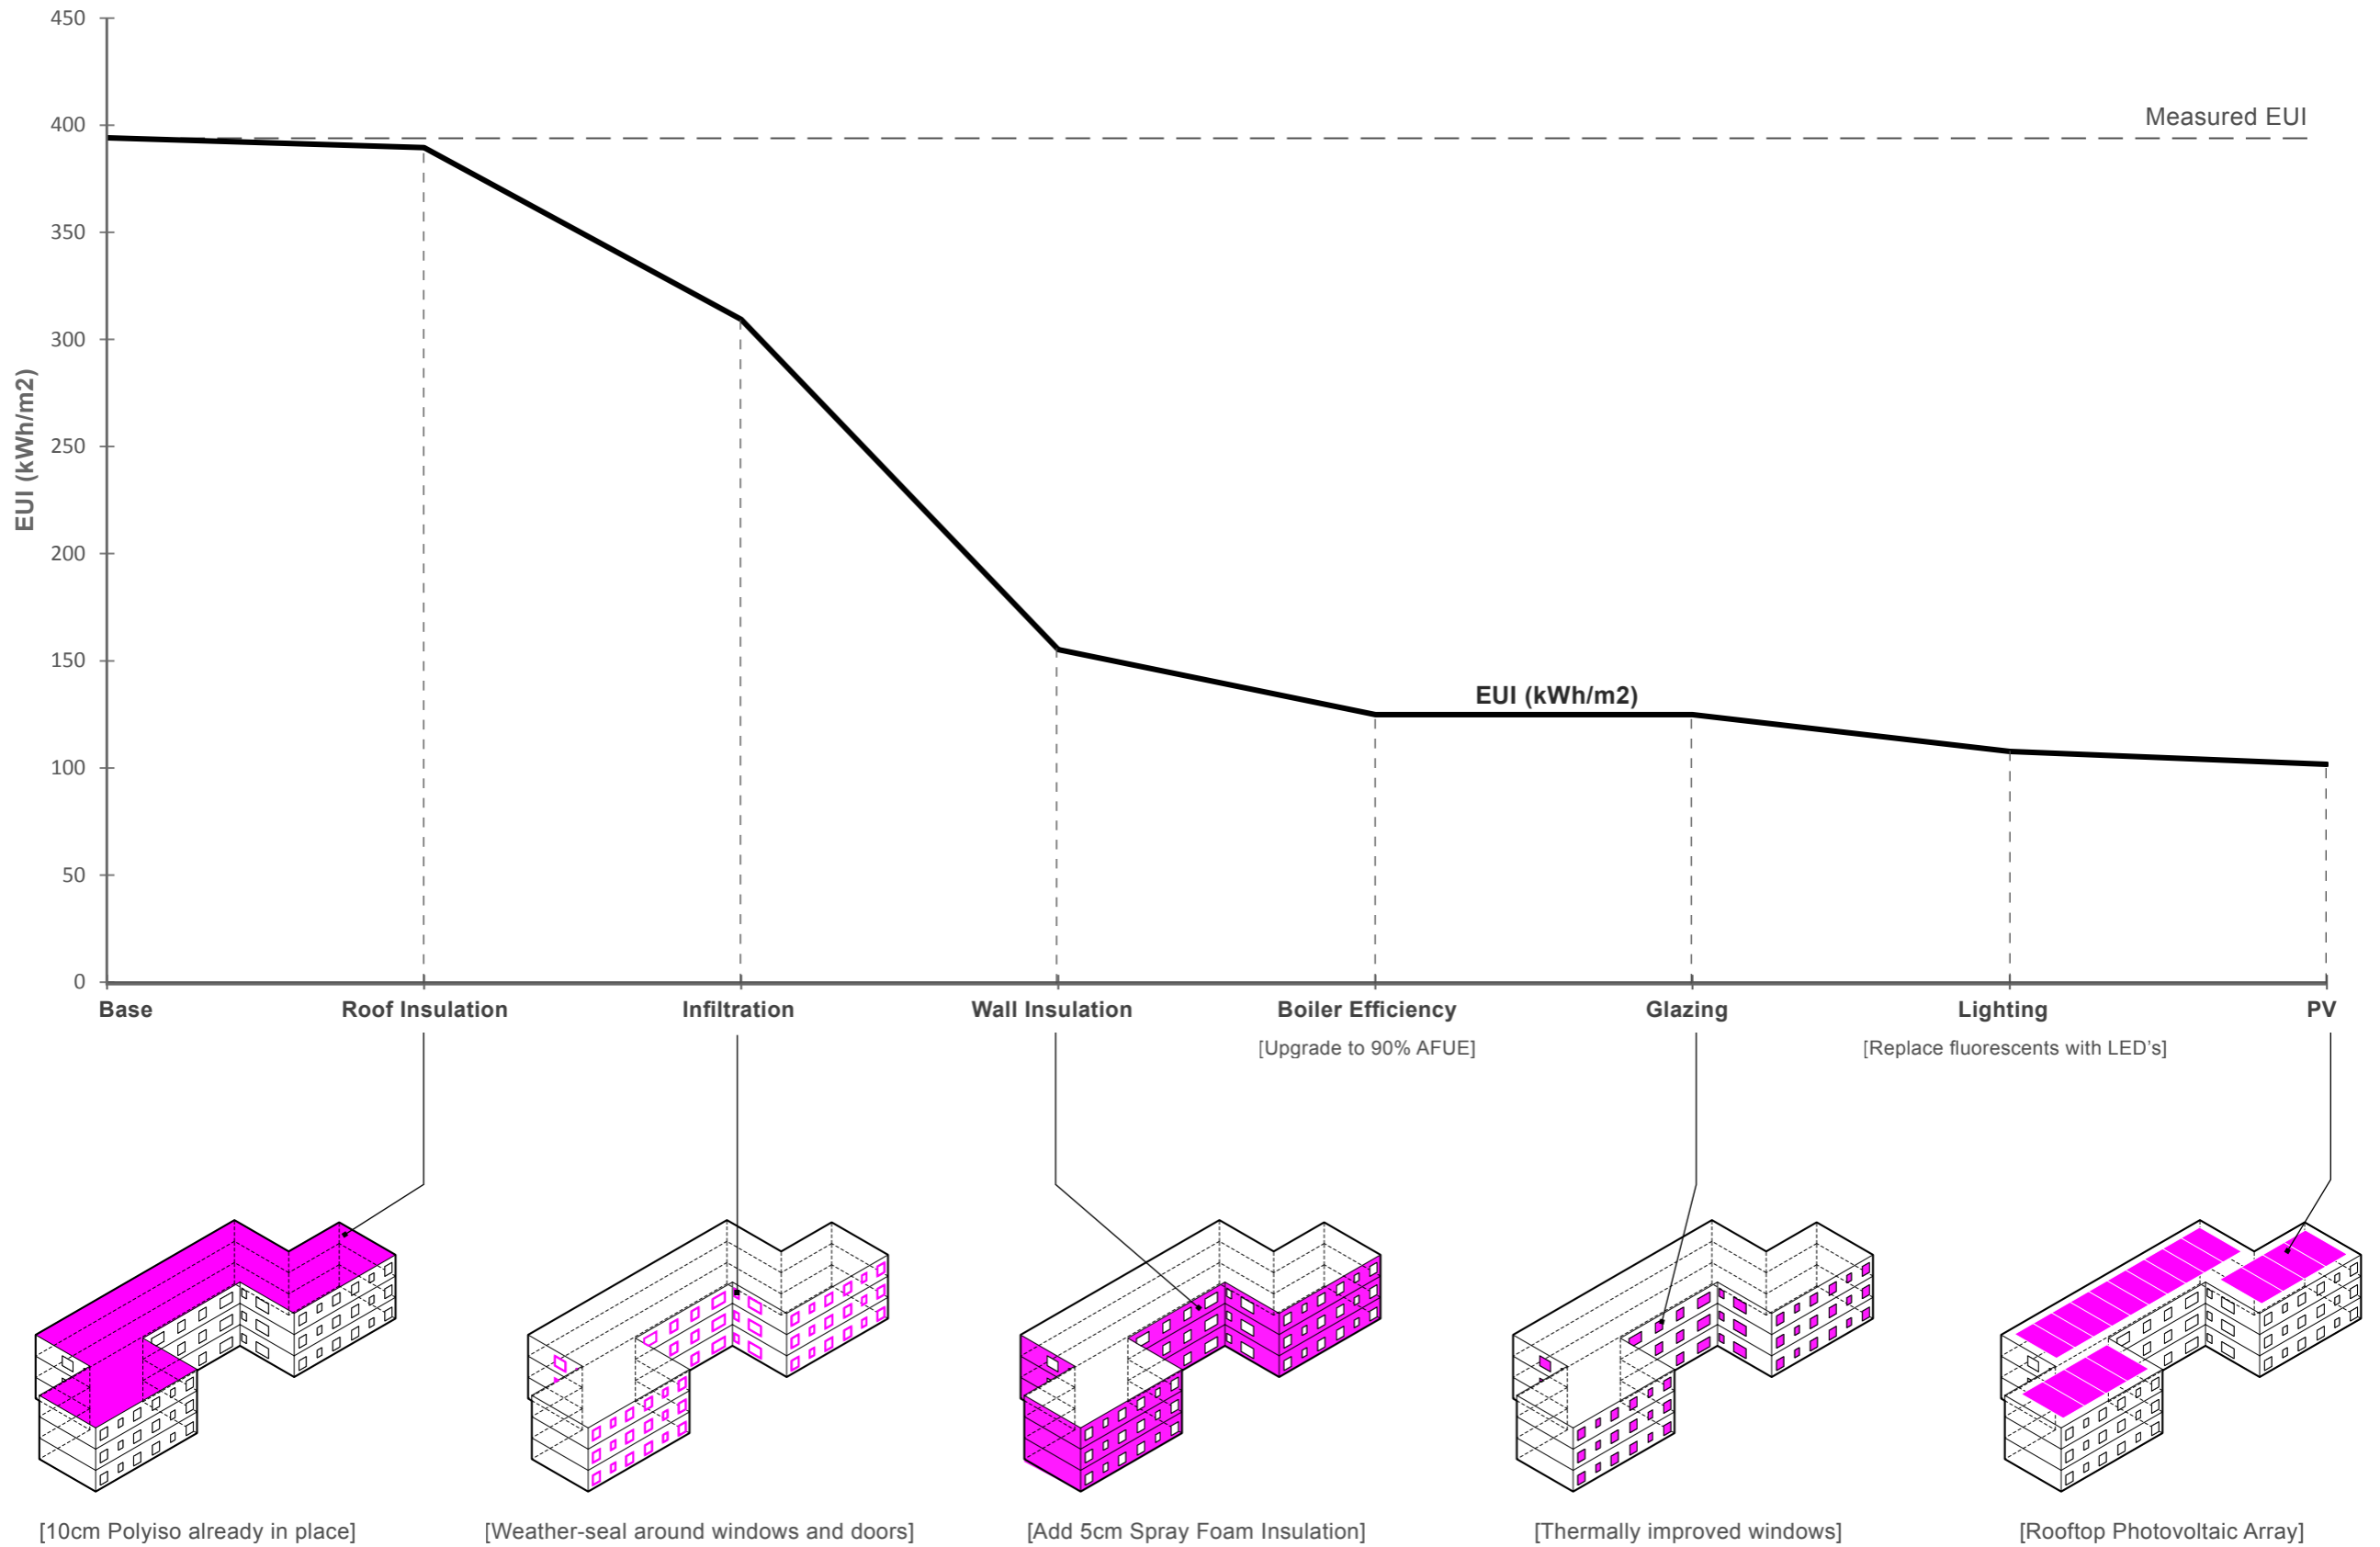 450
400
350
300
250
200
150
100
50
0
EUI (kWh/m2)
Measured EUI
EUI (kWh/m2)
Base Roof Insulation Infiltration Wall Insulation Boiler Efficiency Glazing Lighting PV
[Upgrade to 90% AFUE] [Replace fluorescents with LED’s]
[10cm Polyiso already in place] [Weather-seal around windows and doors] [Add 5cm Spray Foam Insulation] [Thermally improved windows] [Rooftop Photovoltaic Array]